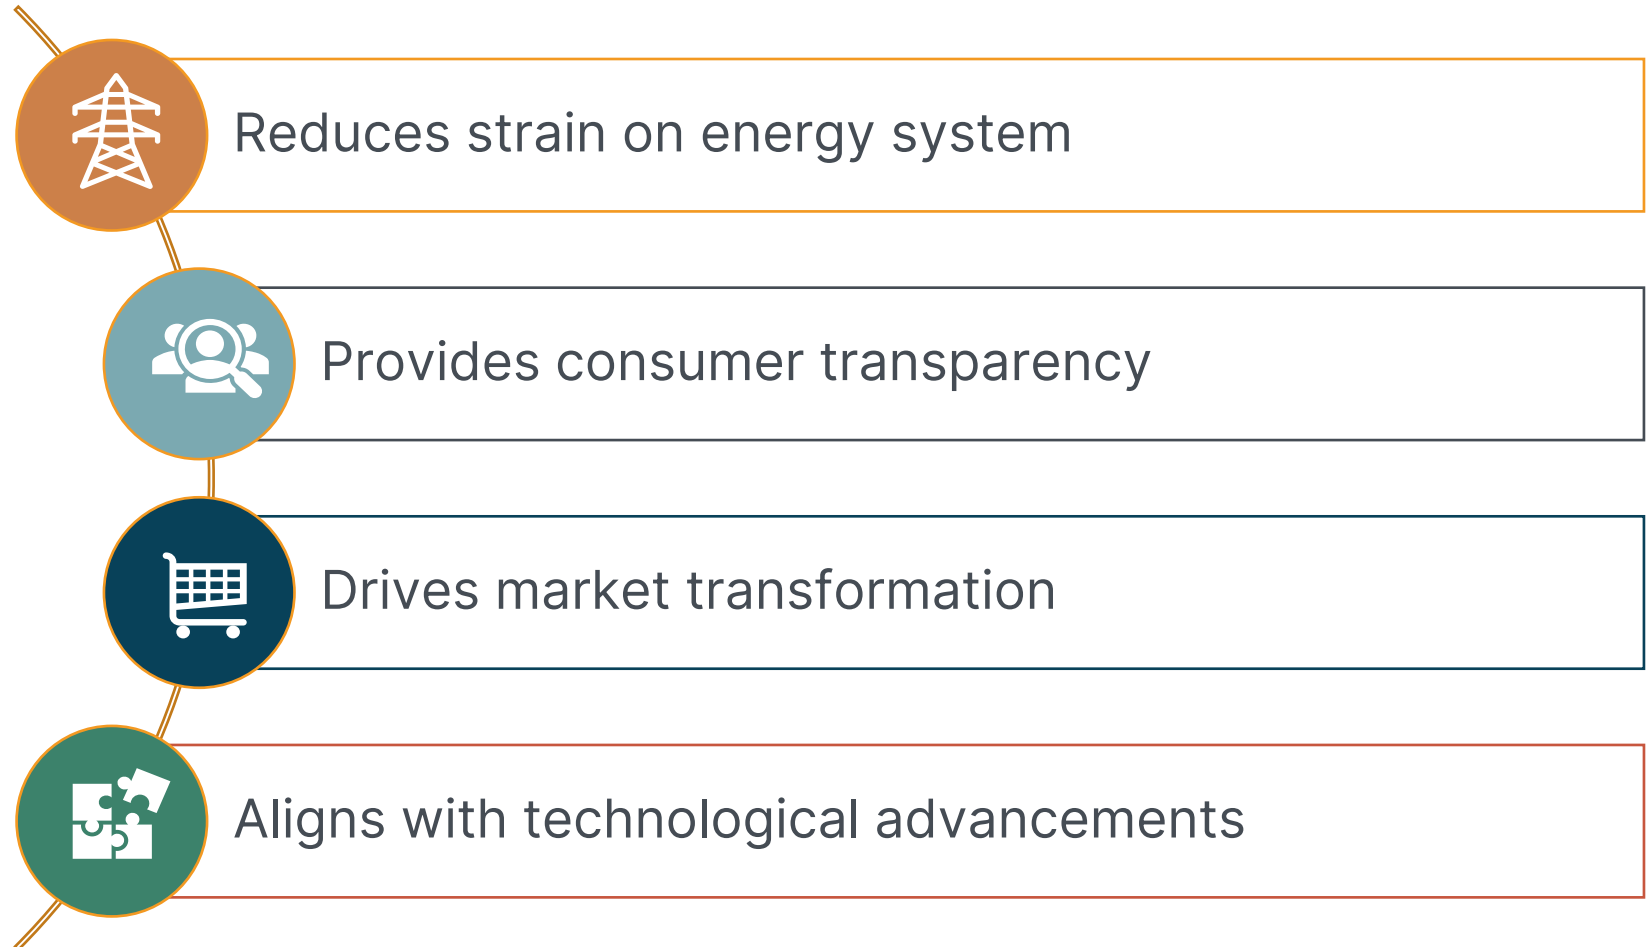 Reduces strain on energy system
Provides consumer transparency
Drives market transformation
Aligns with technological advancements